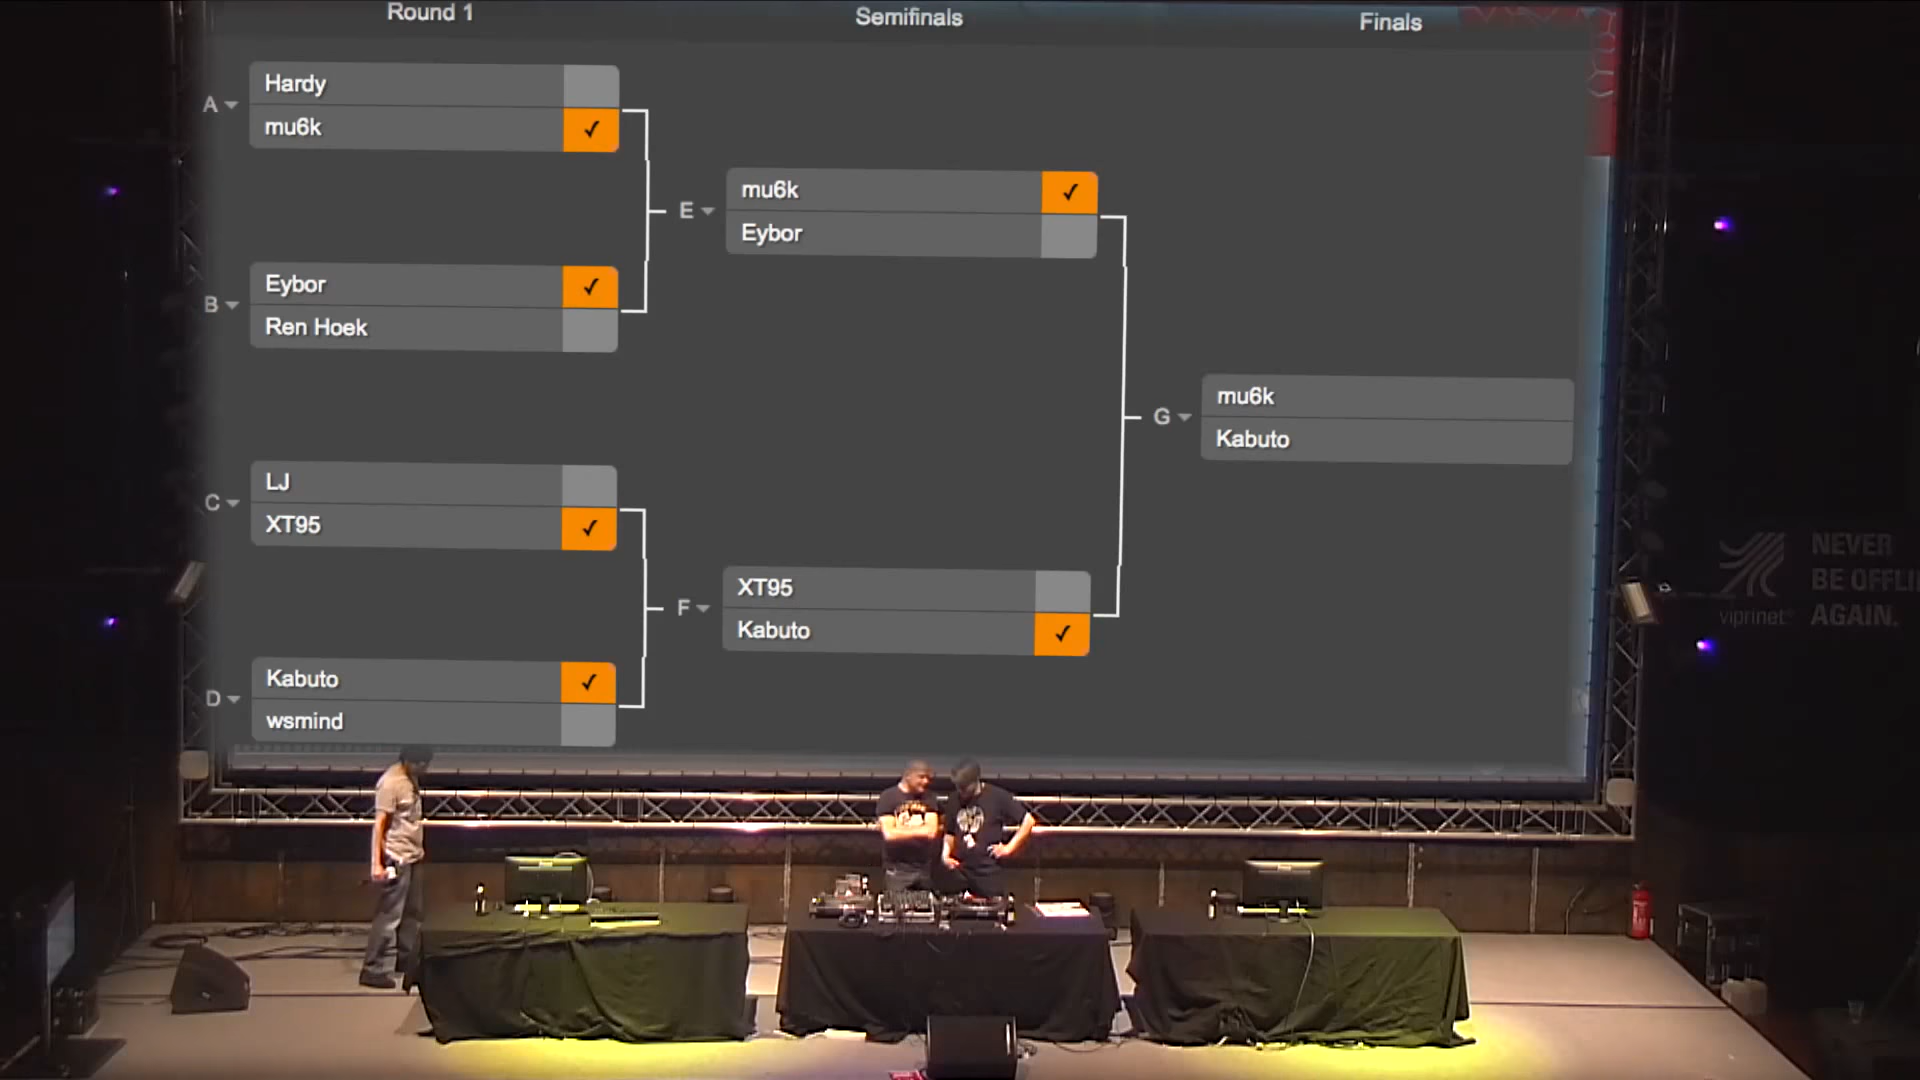 Round 1
Semifinals
Finals
A
Hardy
mu6k
B
Eybor
Ren Hoek
C
LJ
XT95
D
Kabuto
wsmind
E
mu6k
Eybor
F
XT95
Kabuto
G
mu6k
Kabuto
NEVER
BE OFFLI
AGAIN.
viprinet